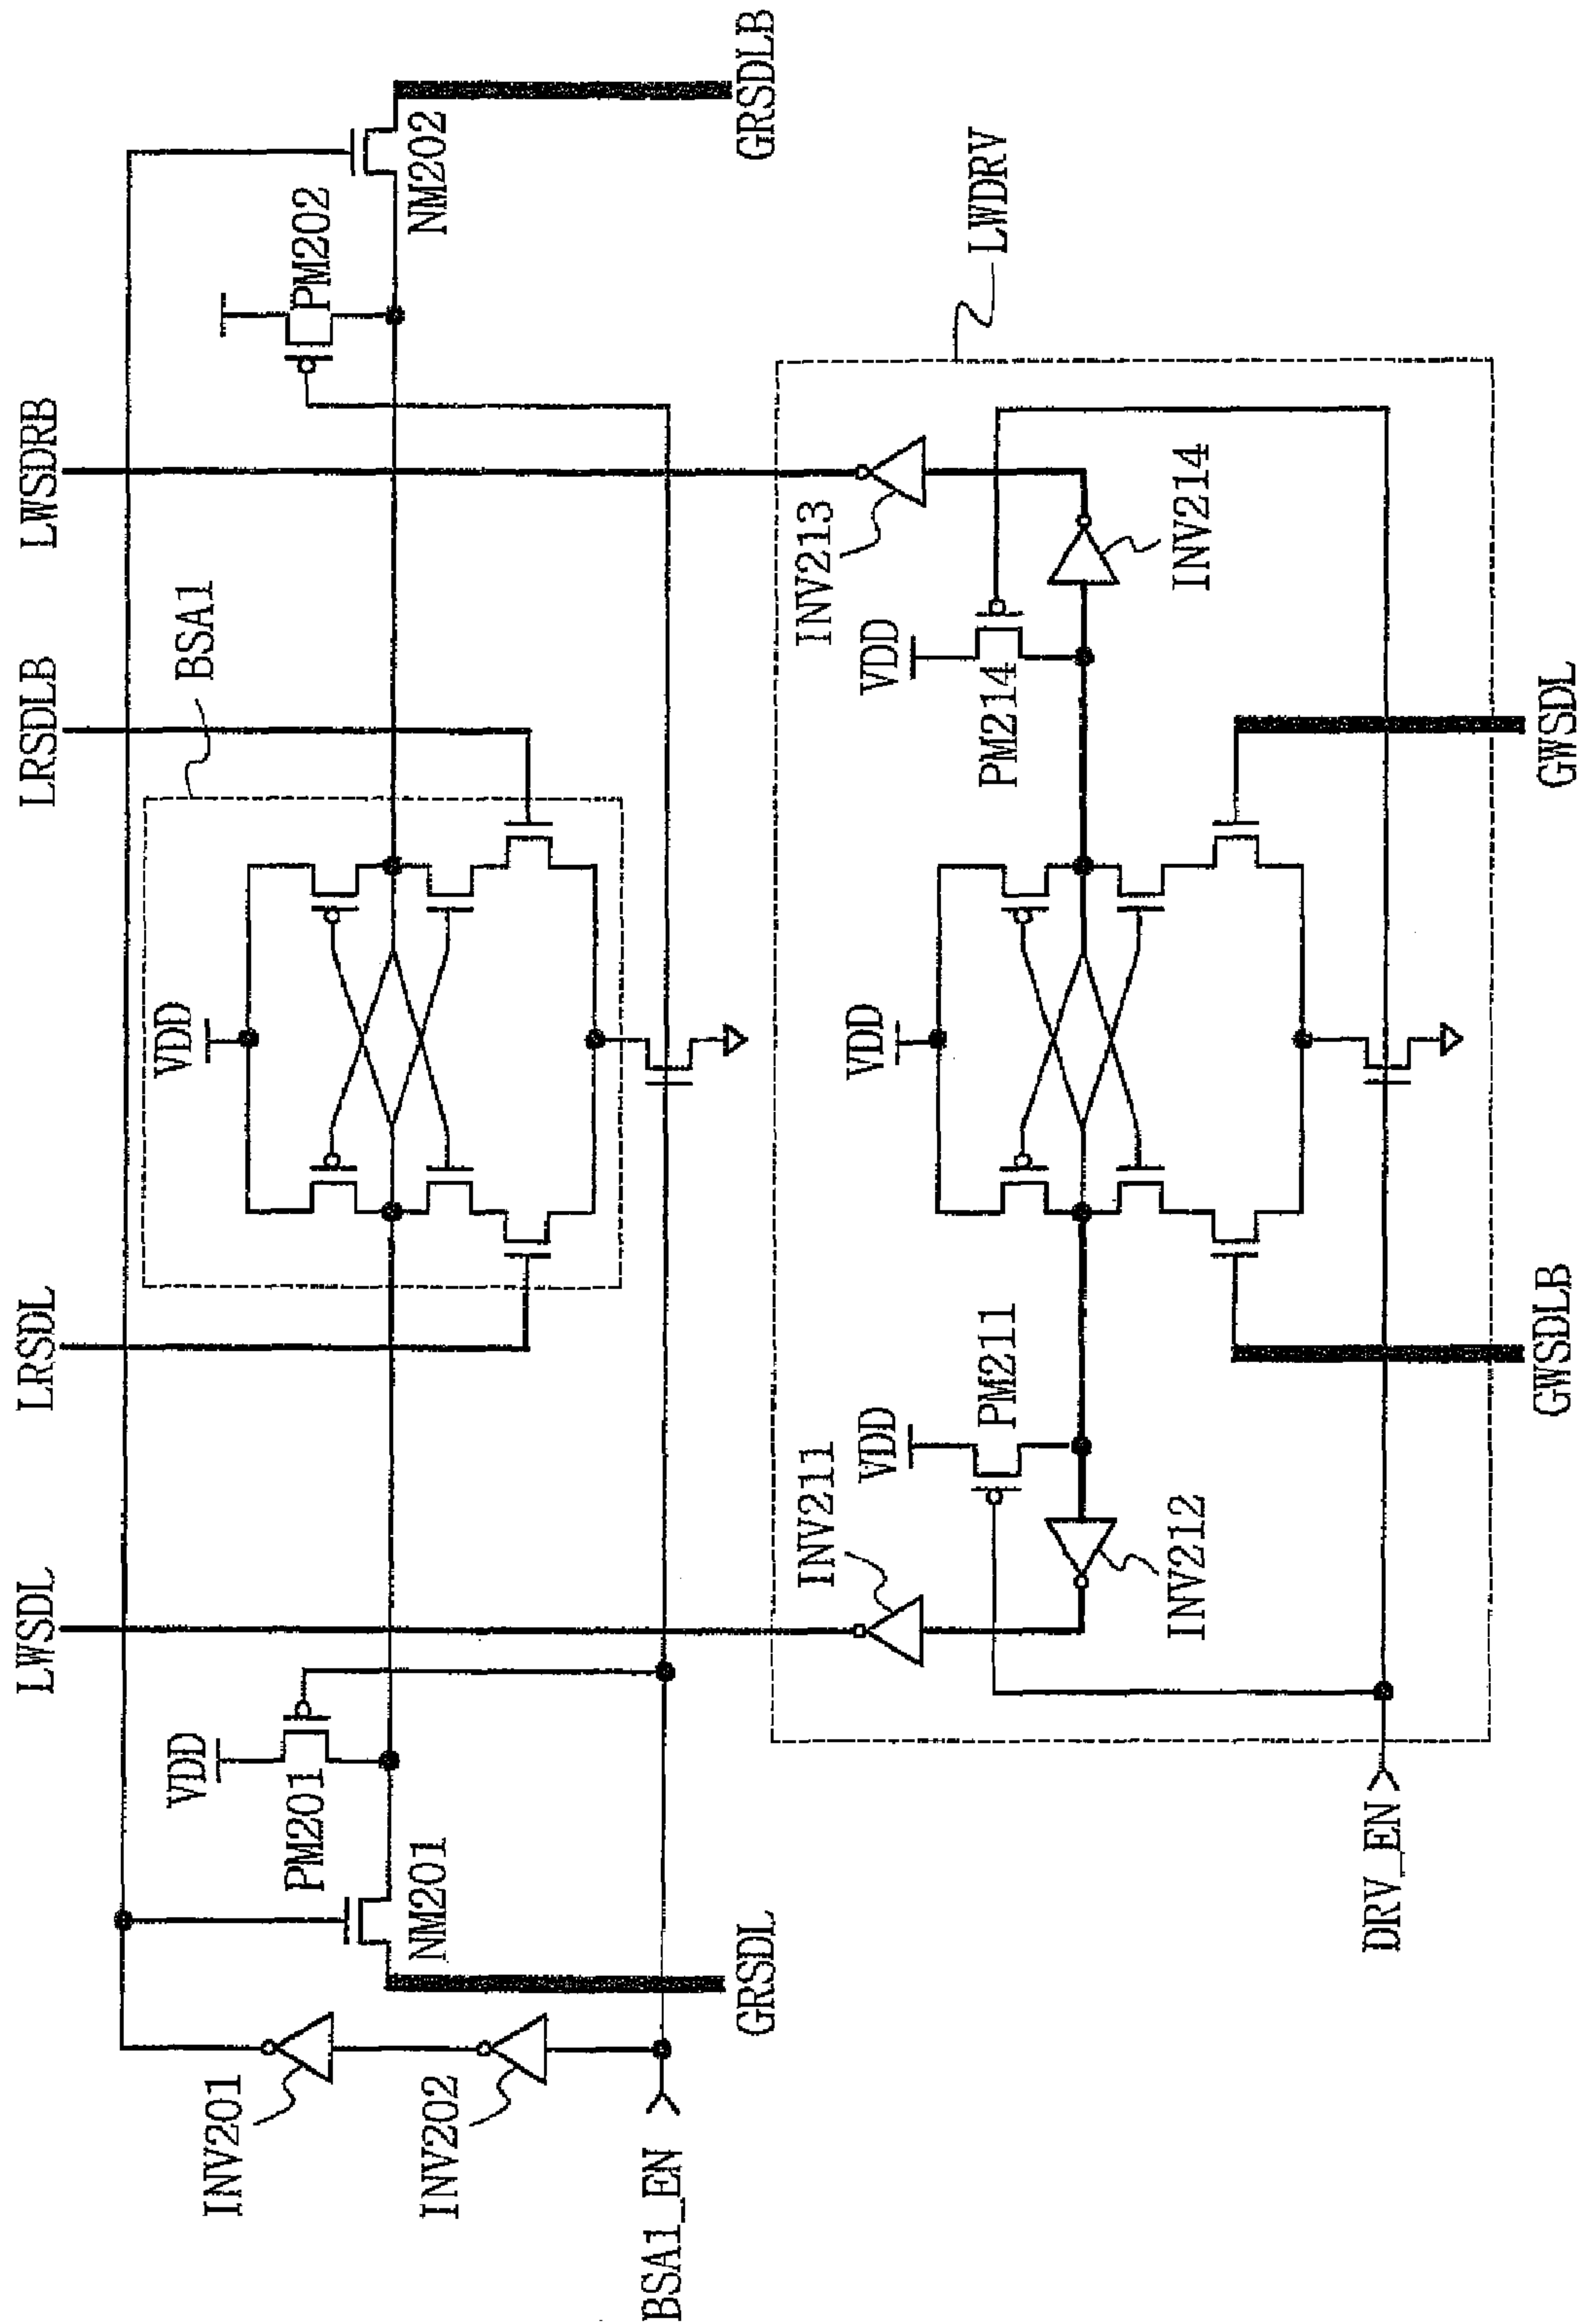 LWSDL
LRSDL
LRSDLB
LWSDRB
BSA1
VDD
VDD
INV201
PM201
PM202
INV202
NM201
NM202
BSA1_EN
GRSDL
GRSDLB
INV211
INV213
VDD
VDD
VDD
PM211
PM214
LWDRV
INV212
INV214
DRV_EN
GWSDLB
GWSDL